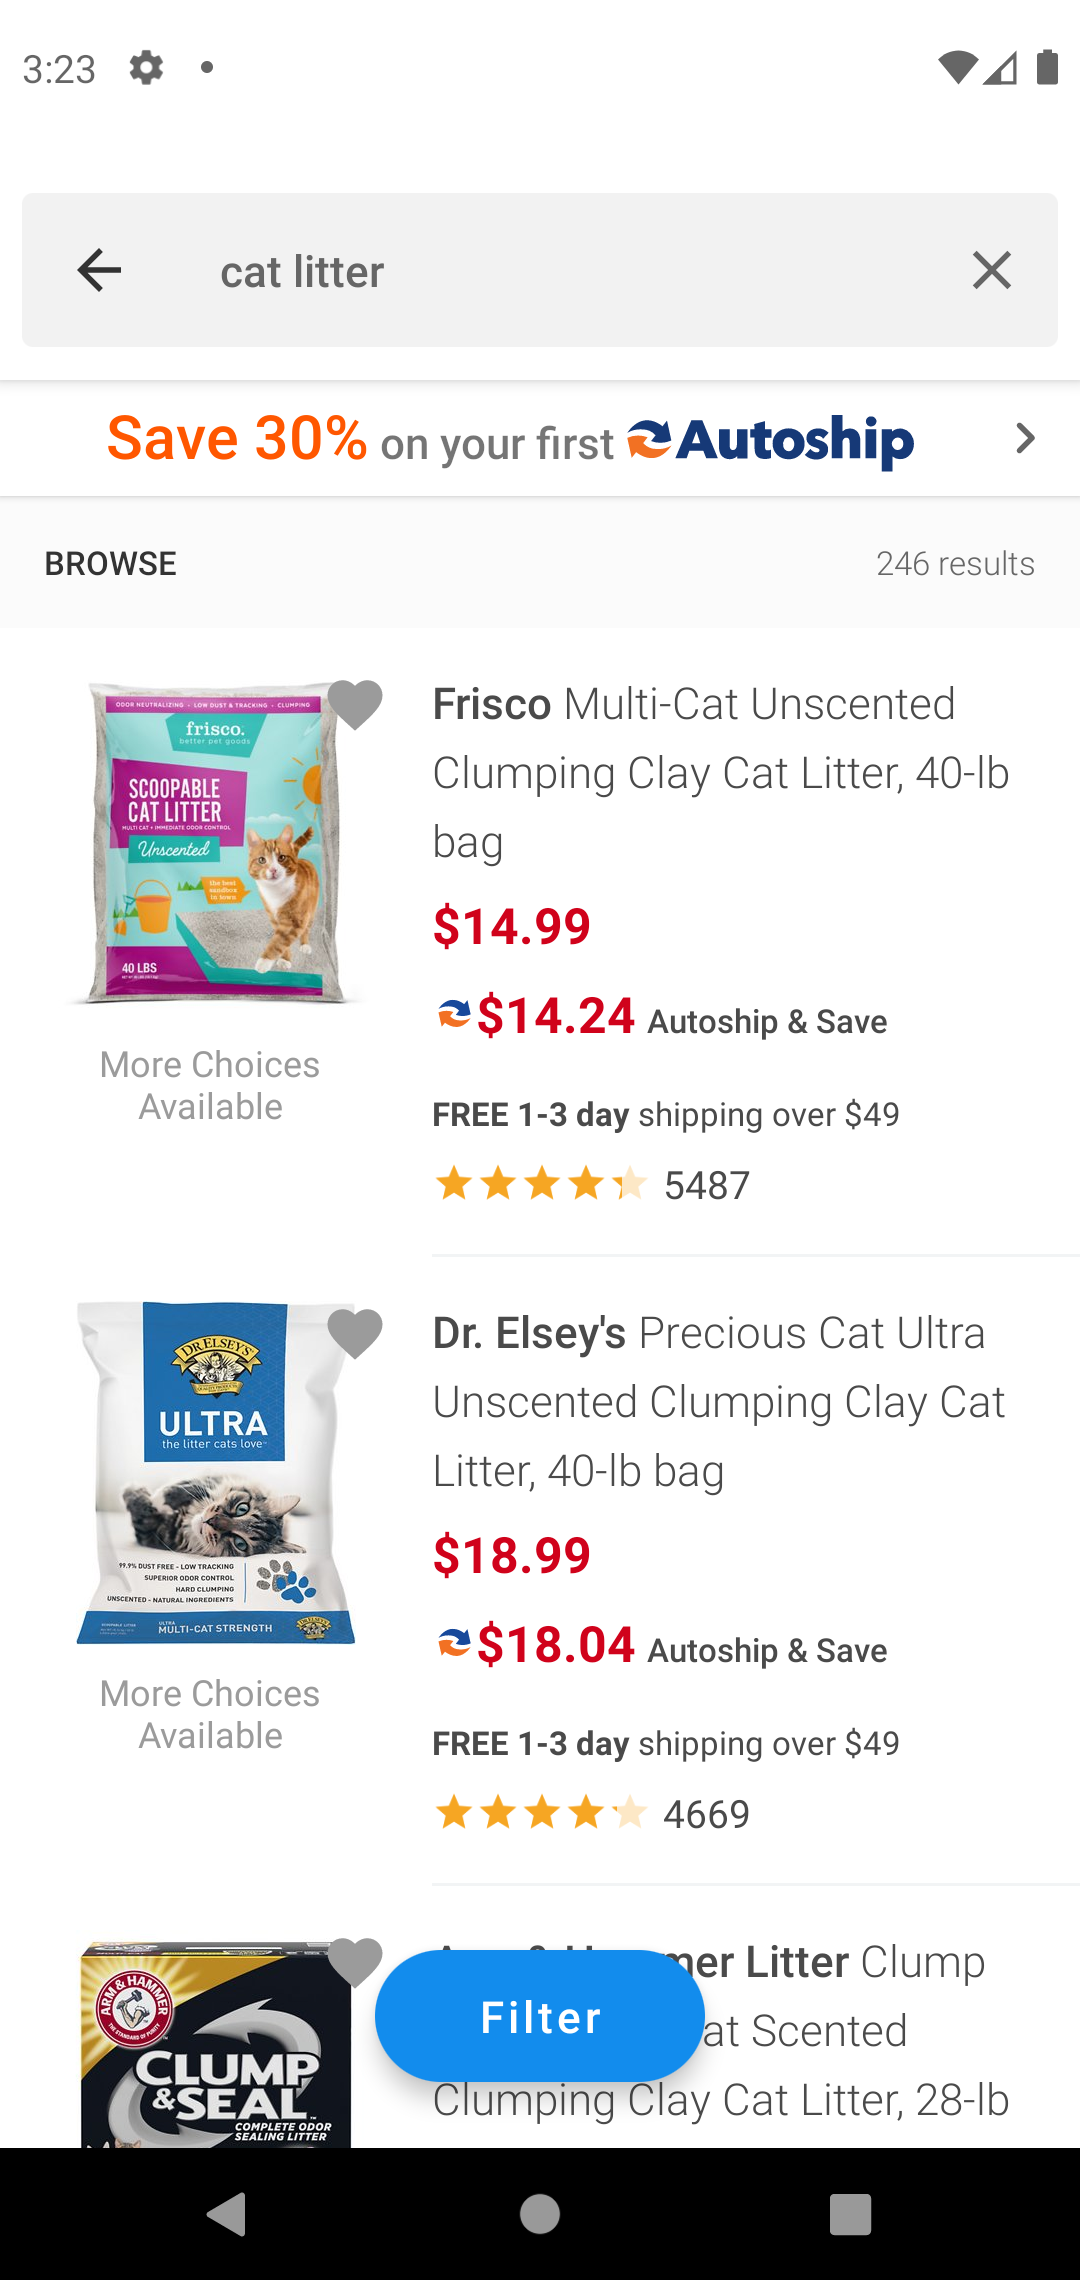 3:23
cat litter
Save 30% on your first Autoship
BROWSE
246 results
ODOR NEUTRALIZING • LOW DUST & TRACKING • CLUMPING
frisco.
better pet goods
SCOOPABLE
CAT LITTER
MULTI CAT + IMMEDIATE ODOR CONTROL
Unscented
the best
sandbox
in town
40 LBS
More Choices
Available
Frisco Multi-Cat Unscented
Clumping Clay Cat Litter, 40-lb
bag
$14.99
$14.24 Autoship & Save
FREE 1-3 day shipping over $49
5487
DR. ELSEY'S
ULTRA
the litter cats love™
99.9% DUST FREE - LOW TRACKING
SUPERIOR ODOR CONTROL
HARD CLUMPING
UNSCENTED - NATURAL INGREDIENTS
ULTRA
MULTI-CAT STRENGTH
More Choices
Available
Dr. Elsey's Precious Cat Ultra
Unscented Clumping Clay Cat
Litter, 40-lb bag
$18.99
$18.04 Autoship & Save
FREE 1-3 day shipping over $49
4669
ARM & HAMMER
THE STANDARD OF PURITY
CLUMP
&SEAL™
COMPLETE ODOR
SEALING LITTER
mer Litter Clump
at Scented
Clumping Clay Cat Litter, 28-lb
Filter